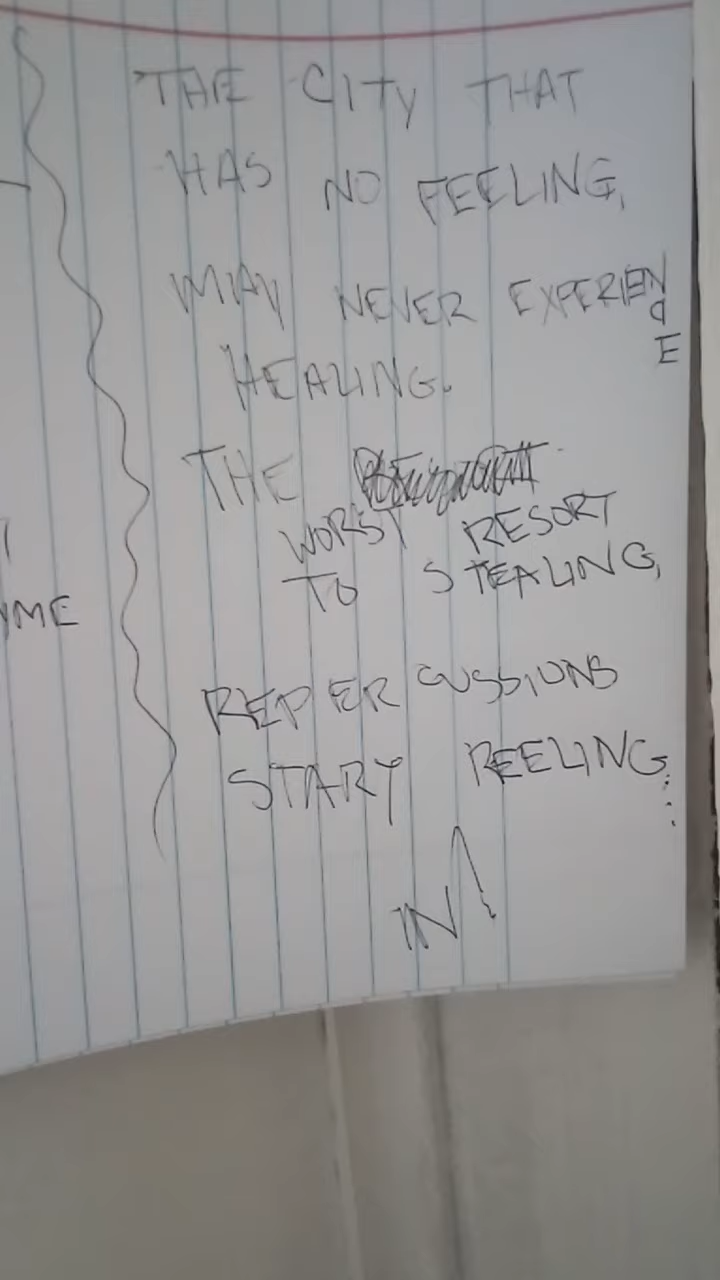 THE CITY THAT
HAS NO FEELING,
MAY NEVER EXPERIENCE
HEALING.
THE
WORST RESORT
TO STEALING,
REPERCUSSIONS
START REELING...
IN!
ME